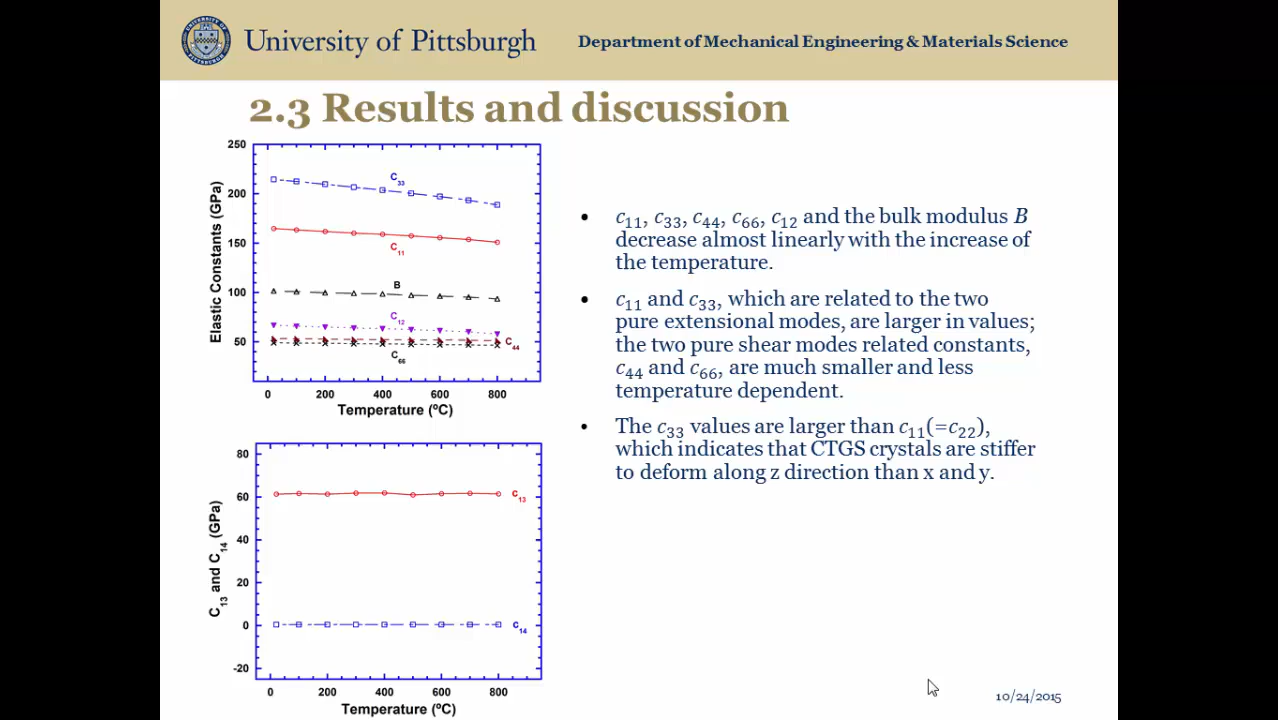 University of Pittsburgh
Department of Mechanical Engineering & Materials Science
2.3 Results and discussion
250
200
150
100
50
Elastic Constants (GPa)
C33
C11
B
C12
C44
C66
0 200 400 600 800
Temperature (ºC)
80
60
40
20
0
-20
C13 and C14 (GPa)
C13
C14
0 200 400 600 800
Temperature (ºC)
• c11, c33, c44, c66, c12 and the bulk modulus B
decrease almost linearly with the increase of
the temperature.
• c11 and c33, which are related to the two
pure extensional modes, are larger in values;
the two pure shear modes related constants,
c44 and c66, are much smaller and less
temperature dependent.
• The c33 values are larger than c11(=c22),
which indicates that CTGS crystals are stiffer
to deform along z direction than x and y.
10/24/2015